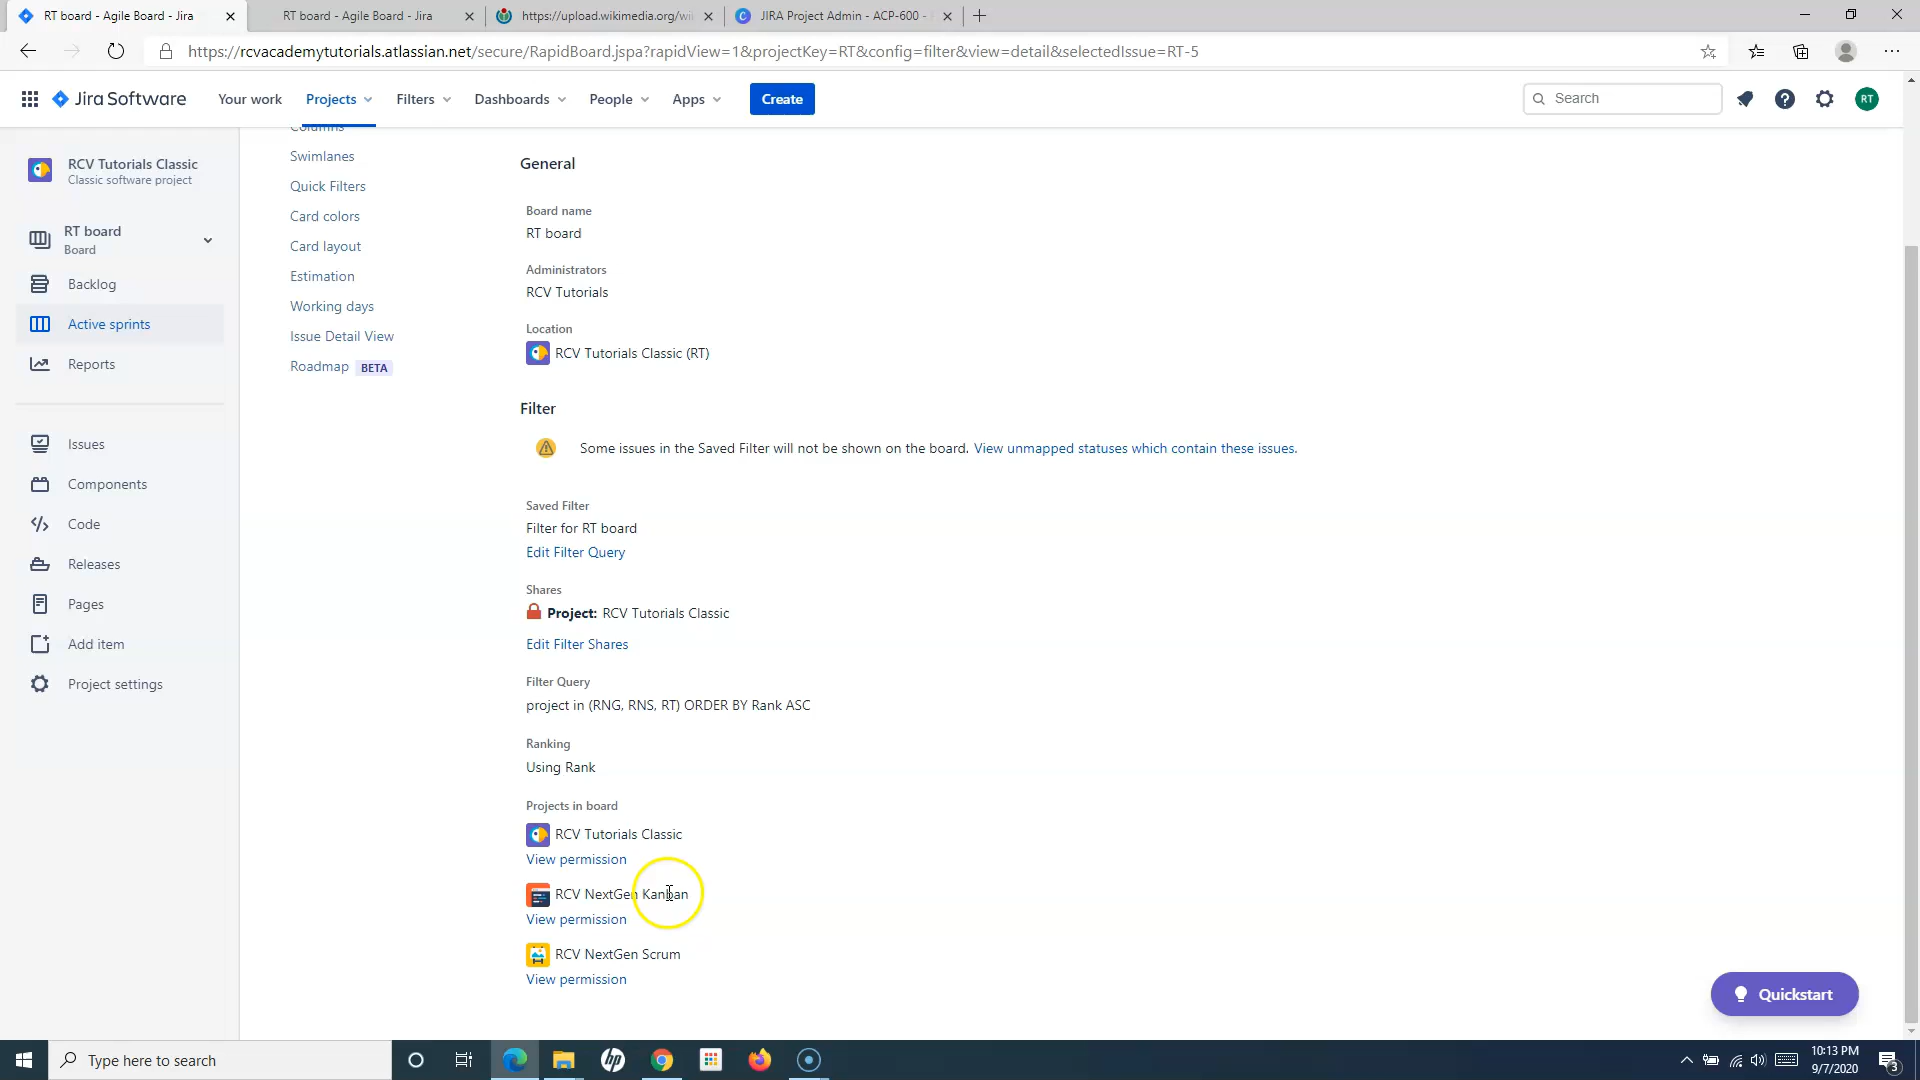 RT board - Agile Board - Jira
RT board - Agile Board - Jira
https://upload.wikimedia.org/wi
JIRA Project Admin - ACP-600 -
https://rcvacademytutorials.atlassian.net/secure/RapidBoard.jspa?rapidView=1&projectKey=RT&config=filter&view=detail&selectedIssue=RT-5
Jira Software
Your work
Projects
Filters
Dashboards
People
Apps
Create
Search
RT
RCV Tutorials Classic
Classic software project
RT board
Board
Backlog
Active sprints
Reports
Issues
Components
Code
Releases
Pages
Add item
Project settings
Columns
Swimlanes
Quick Filters
Card colors
Card layout
Estimation
Working days
Issue Detail View
Roadmap BETA
General
Board name
RT board
Administrators
RCV Tutorials
Location
RCV Tutorials Classic (RT)
Filter
Some issues in the Saved Filter will not be shown on the board. View unmapped statuses which contain these issues.
Saved Filter
Filter for RT board
Edit Filter Query
Shares
Project: RCV Tutorials Classic
Edit Filter Shares
Filter Query
project in (RNG, RNS, RT) ORDER BY Rank ASC
Ranking
Using Rank
Projects in board
RCV Tutorials Classic
View permission
RCV NextGen Kanban
View permission
RCV NextGen Scrum
View permission
Quickstart
Type here to search
hp
10:13 PM
9/7/2020
3